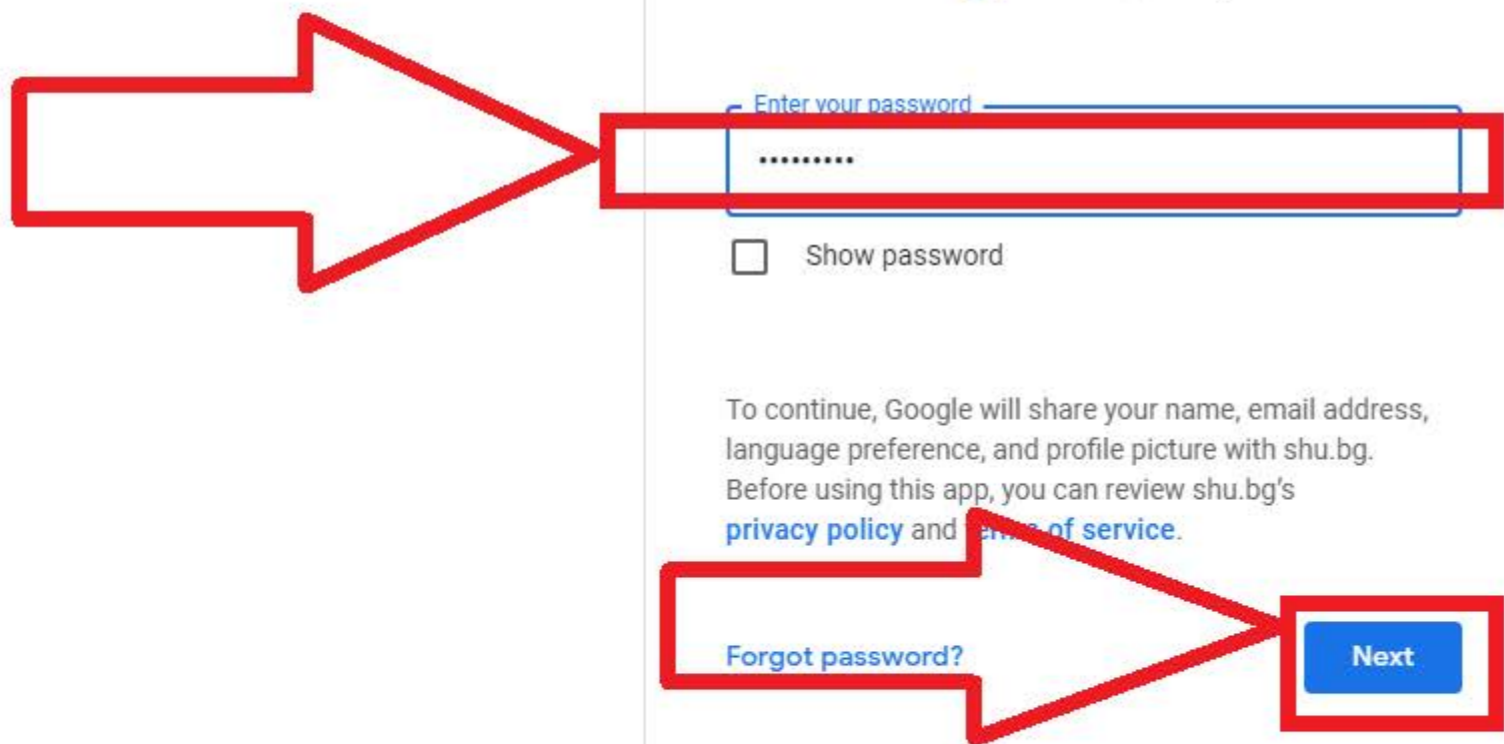 Enter your password
•••••••••
Show password
To continue, Google will share your name, email address,
language preference, and profile picture with shu.bg.
Before using this app, you can review shu.bg's
privacy policy and terms of service.
Forgot password?
Next